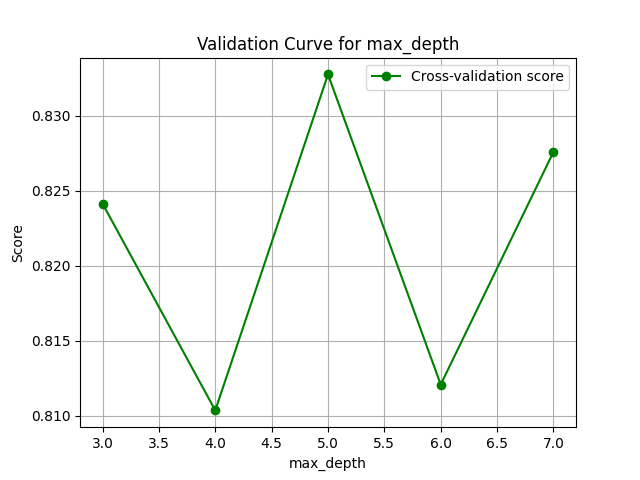 Validation Curve for max_depth
Cross-validation score
0.830
0.825
0.820
0.815
0.810
Score
3.0 3.5 4.0 4.5 5.0 5.5 6.0 6.5 7.0
max_depth